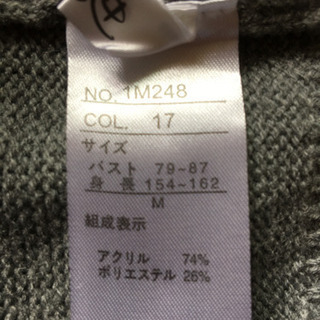 NO. 1M248
COL. 17
サイズ
バスト 79~87
身長 154~162
M
組成表示
アクリル 74%
ポリエステル 26%